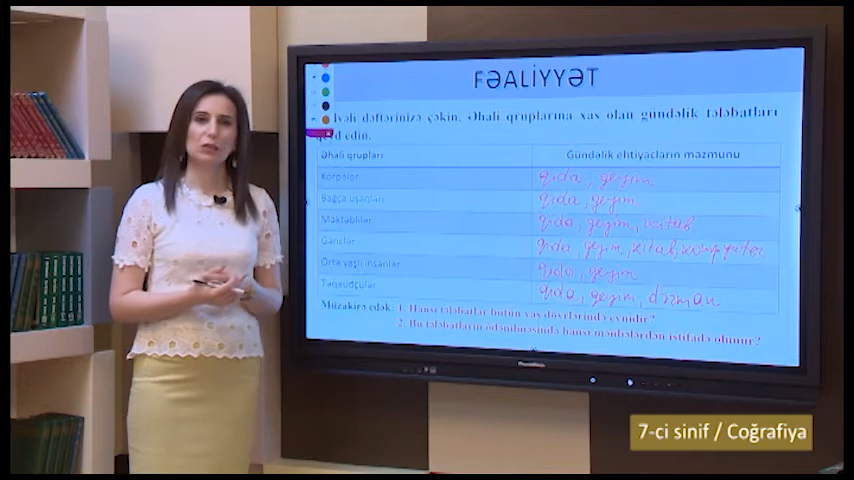 FƏALİYYƏT
dəftərinizə çəkin. Əhali qruplarına xas olan gündəlik tələbatları
qeyd edin.
Əhali qrupları Gündəlik ehtiyacların məzmunu
Körpələr qida, geyim
Bağça uşaqları qida, geyim
Məktəblilər qida, geyim, kitab
Gənclər qida, geyim, kitab, kompyuter
Orta yaşlı insanlar qida, geyim
Təqaüdçülər qida, geyim, dərman
Müzakirə edək: 1. Hansı tələbatlar bütün yaş dövrlərində eynidir?
2. Bu tələbatların ödənilməsində hansı mənbələrdən istifadə olunur?
7-ci sinif / Coğrafiya